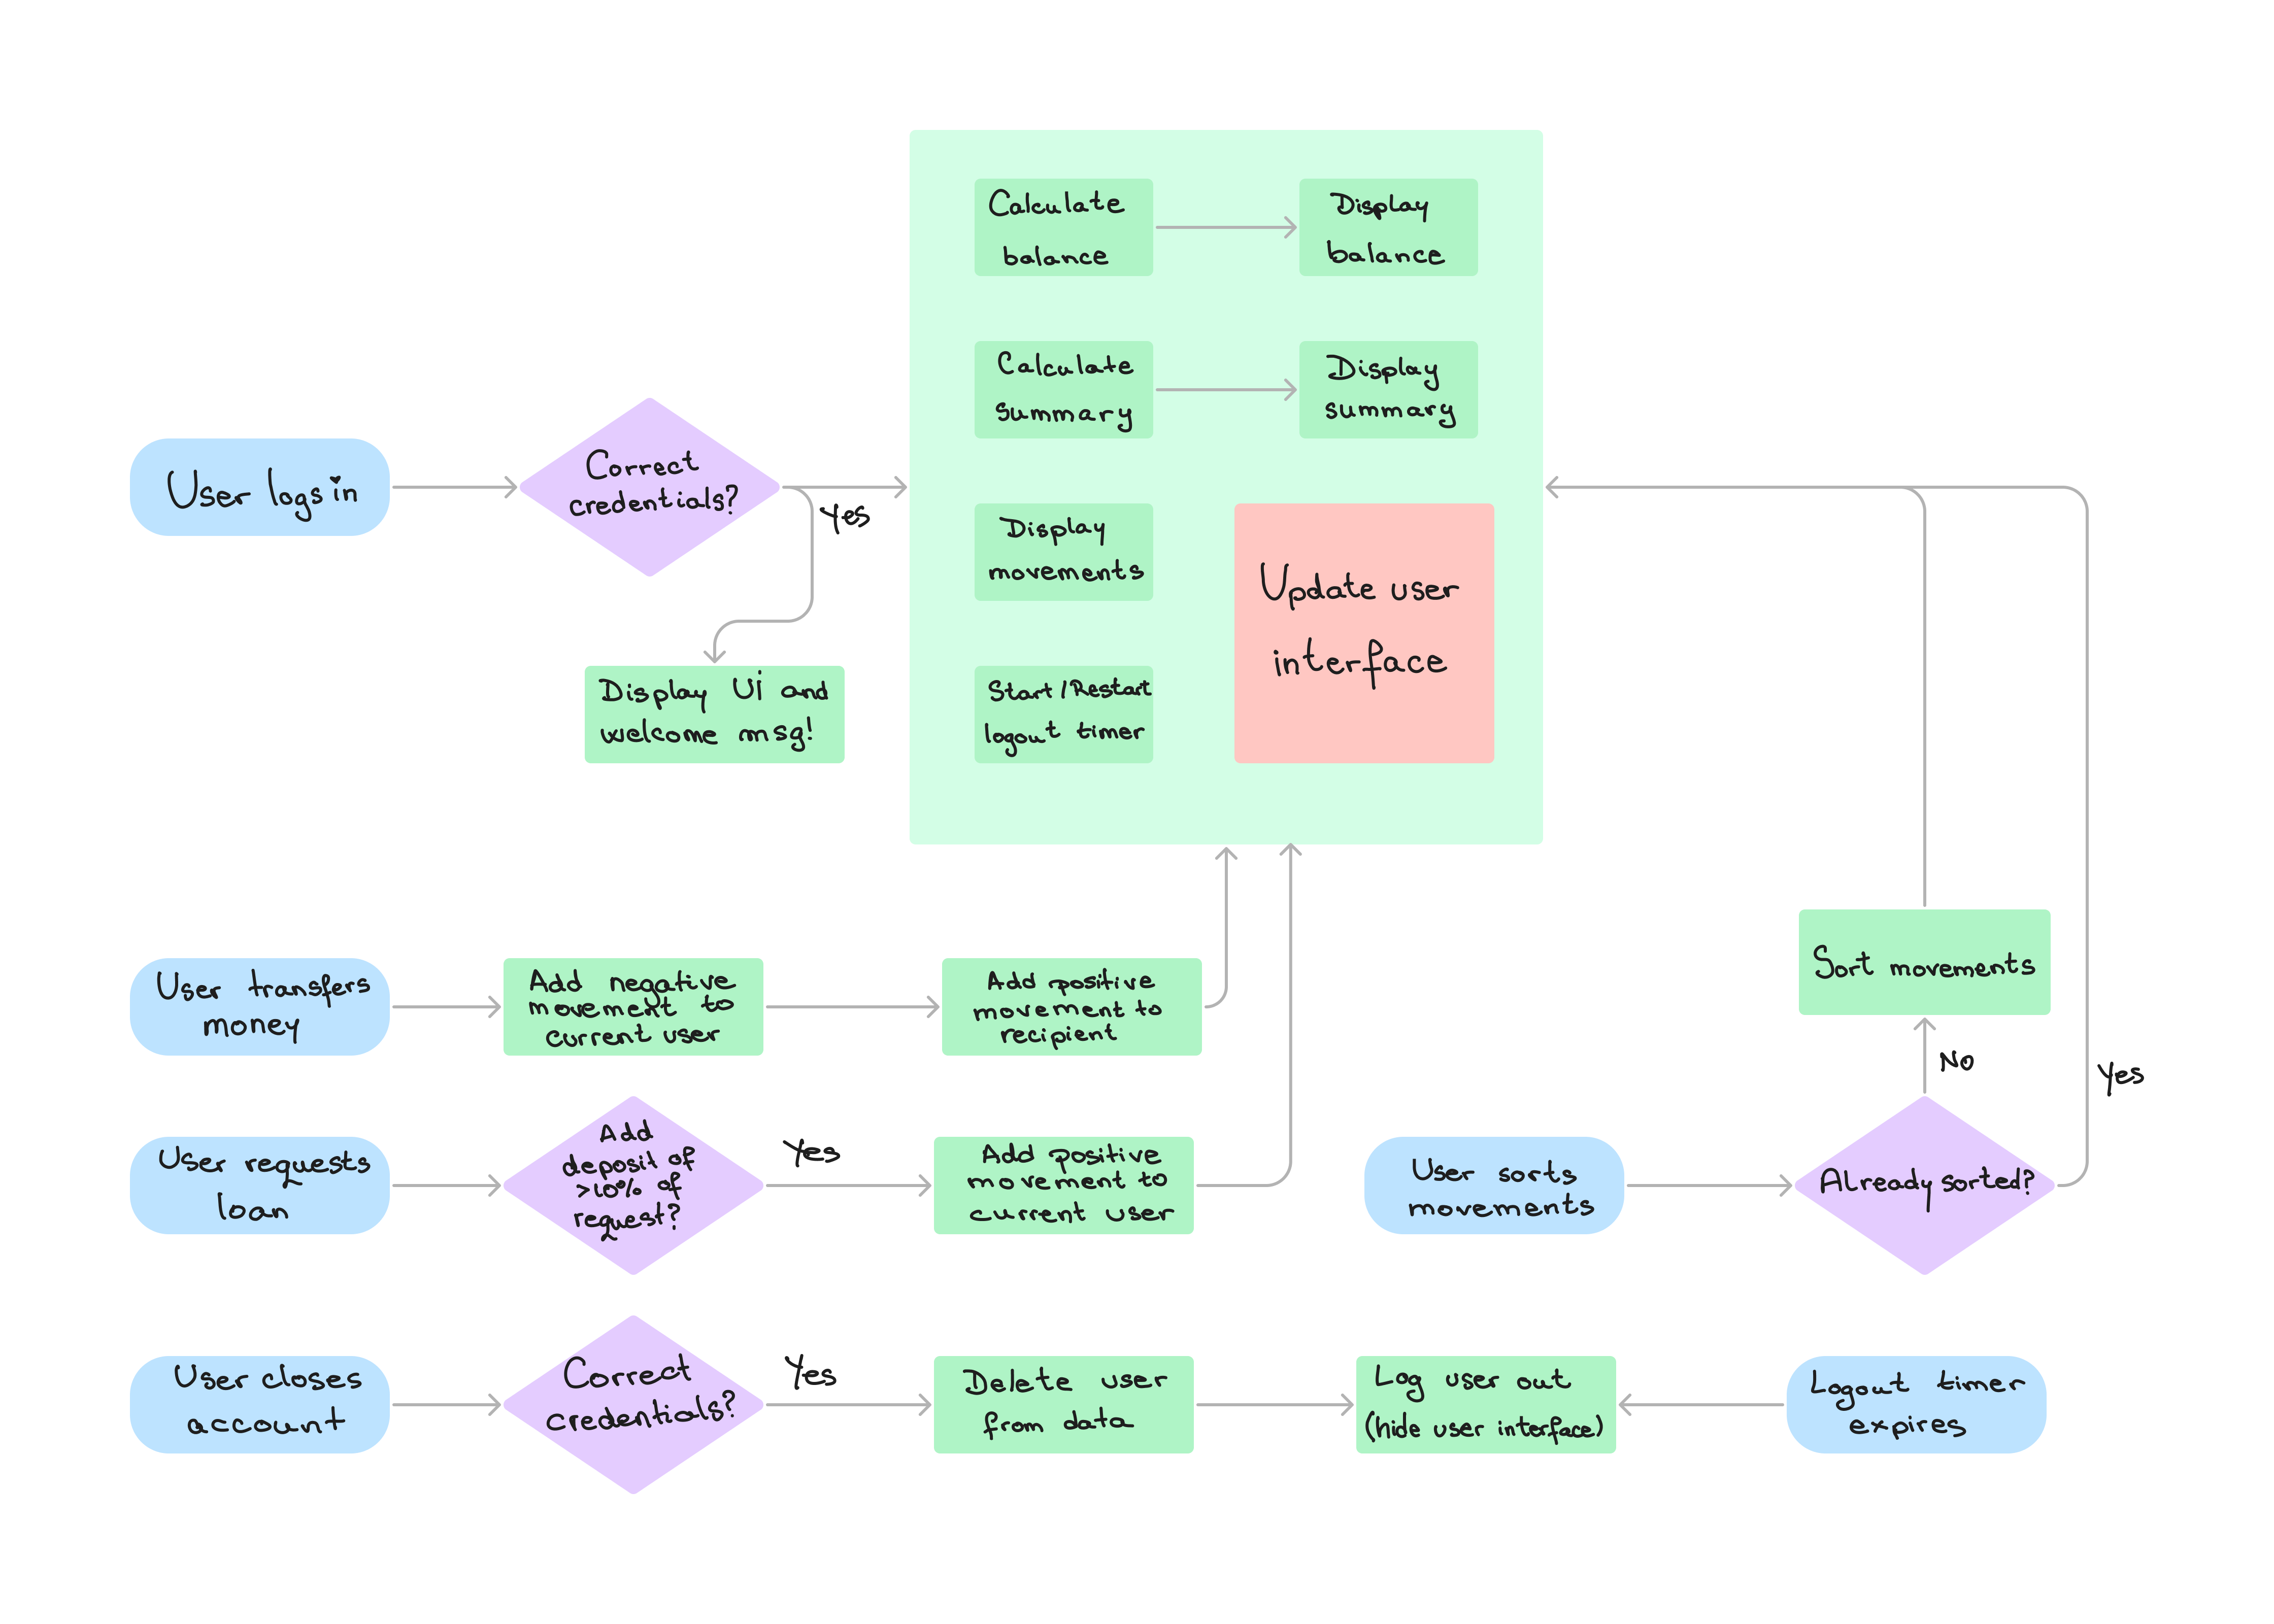 Calculate
balance
Display
balance
Calculate
summary
Display
summary
User logs in
Correct
credentials?
Yes
Display
movements
Update user
interface
Display UI and
welcome msg!
Start/Restart
logout timer
User transfers
money
Add negative
movement to
current user
Add positive
movement to
recipient
Sort movements
No
Yes
User requests
loan
Add
deposit of
>10% of
request?
Yes
Add positive
movement to
current user
User sorts
movements
Already sorted?
User closes
account
Correct
credentials?
Yes
Delete user
from data
Log user out
(hide user interface)
Logout timer
expires